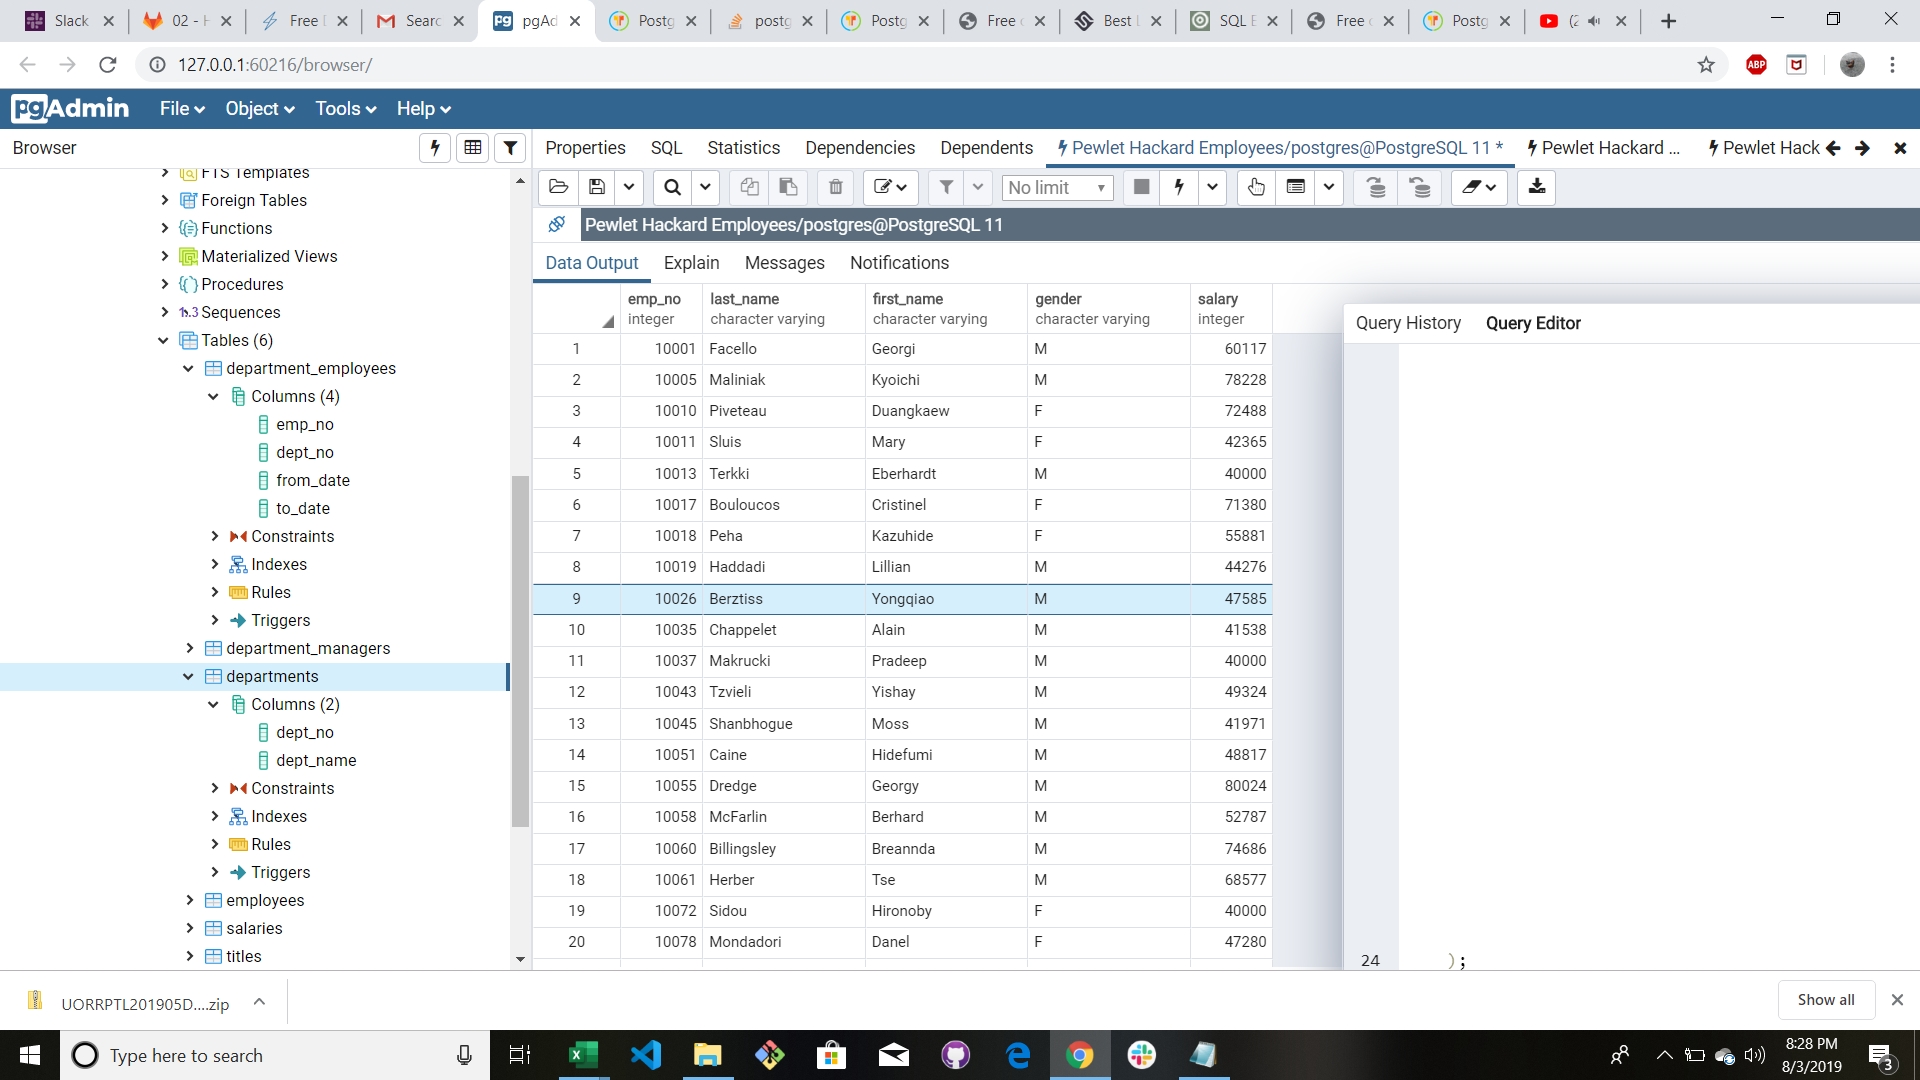 Slack
02 - H
Free D
Searc
pgAd
Postg
postg
Postg
Free
Best
SQL E
Free
Postg
(2
127.0.0.1:60216/browser/
ABP
pgAdmin
File
Object
Tools
Help
Browser
Properties
SQL
Statistics
Dependencies
Dependents
Pewlet Hackard Employees/postgres@PostgreSQL 11 *
Pewlet Hackard ...
Pewlet Hack
No limit
Pewlet Hackard Employees/postgres@PostgreSQL 11
FTS Templates
Foreign Tables
Functions
Materialized Views
Procedures
1..3 Sequences
Tables (6)
department_employees
Columns (4)
emp_no
dept_no
from_date
to_date
Constraints
Indexes
Rules
Triggers
department_managers
departments
Columns (2)
dept_no
dept_name
Constraints
Indexes
Rules
Triggers
employees
salaries
titles
Data Output
Explain
Messages
Notifications
emp_no integer
last_name character varying
first_name character varying
gender character varying
salary integer
1 10001 Facello Georgi M 60117
2 10005 Maliniak Kyoichi M 78228
3 10010 Piveteau Duangkaew F 72488
4 10011 Sluis Mary F 42365
5 10013 Terkki Eberhardt M 40000
6 10017 Bouloucos Cristinel F 71380
7 10018 Peha Kazuhide F 55881
8 10019 Haddadi Lillian M 44276
9 10026 Berztiss Yongqiao M 47585
10 10035 Chappelet Alain M 41538
11 10037 Makrucki Pradeep M 40000
12 10043 Tzvieli Yishay M 49324
13 10045 Shanbhogue Moss M 41971
14 10051 Caine Hidefumi M 48817
15 10055 Dredge Georgy M 80024
16 10058 McFarlin Berhard M 52787
17 10060 Billingsley Breannda M 74686
18 10061 Herber Tse M 68577
19 10072 Sidou Hironoby F 40000
20 10078 Mondadori Danel F 47280
Query History
Query Editor
24 );
UORRPTL201905D....zip
Show all
Type here to search
8:28 PM
8/3/2019
3